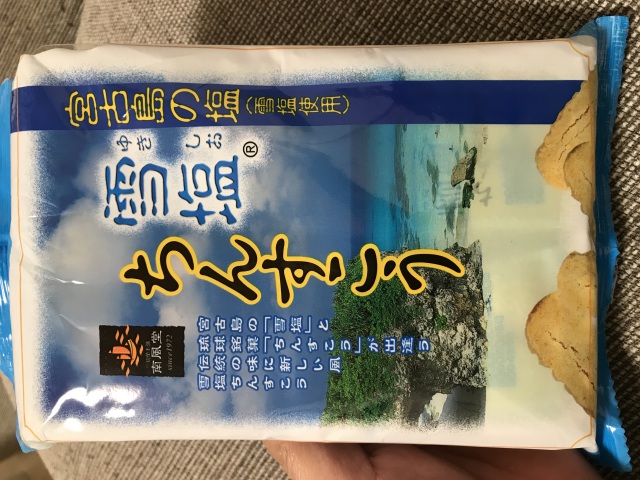 宮古島の塩(雪塩使用)
ゆきしお
雪塩®
ちんすこう
宮古島の「雪塩」と
琉球銘菓「ちんすこう」が出逢う
伝統の味に新しい風
雪塩ちんすこう
南風堂
since1922